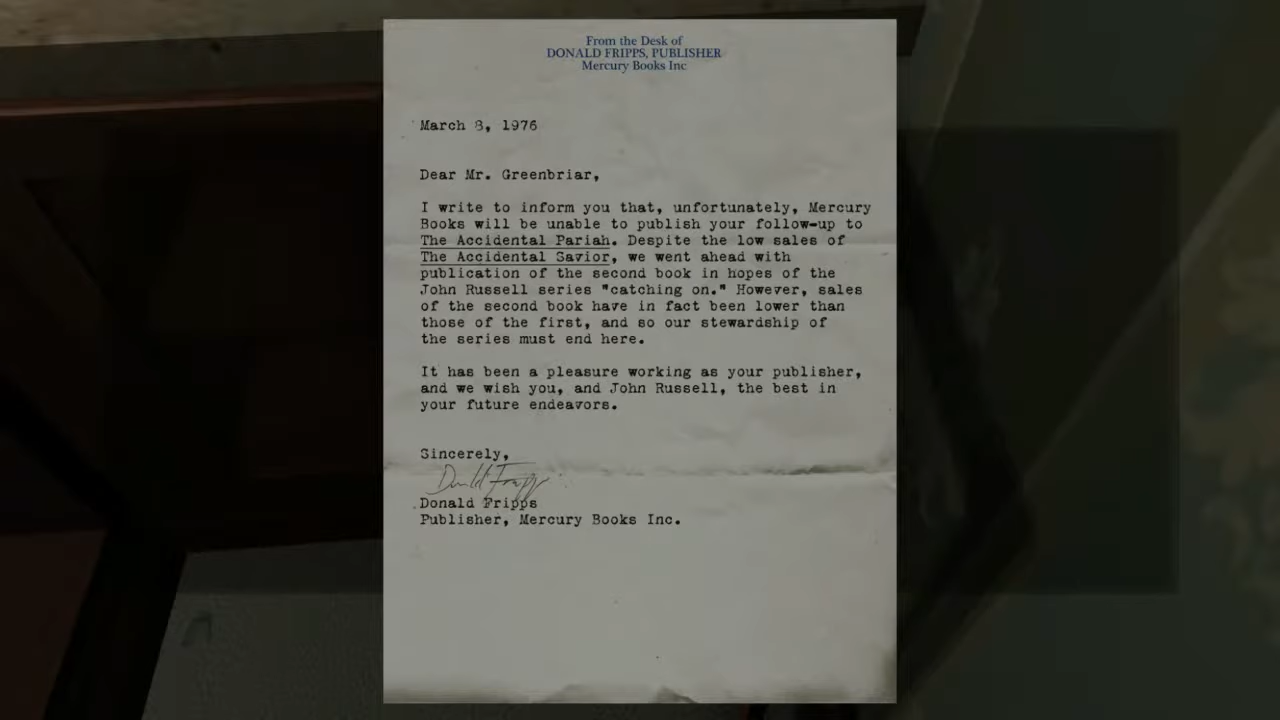 From the Desk of
DONALD FRIPPS, PUBLISHER
Mercury Books Inc
March 8, 1976
Dear Mr. Greenbriar,
I write to inform you that, unfortunately, Mercury
Books will be unable to publish your follow-up to
The Accidental Pariah. Despite the low sales of
The Accidental Savior, we went ahead with
publication of the second book in hopes of the
John Russell series "catching on." However, sales
of the second book have in fact been lower than
those of the first, and so our stewardship of
the series must end here.
It has been a pleasure working as your publisher,
and we wish you, and John Russell, the best in
your future endeavors.
Sincerely,
Donald Fripps
Donald Fripps
Publisher, Mercury Books Inc.